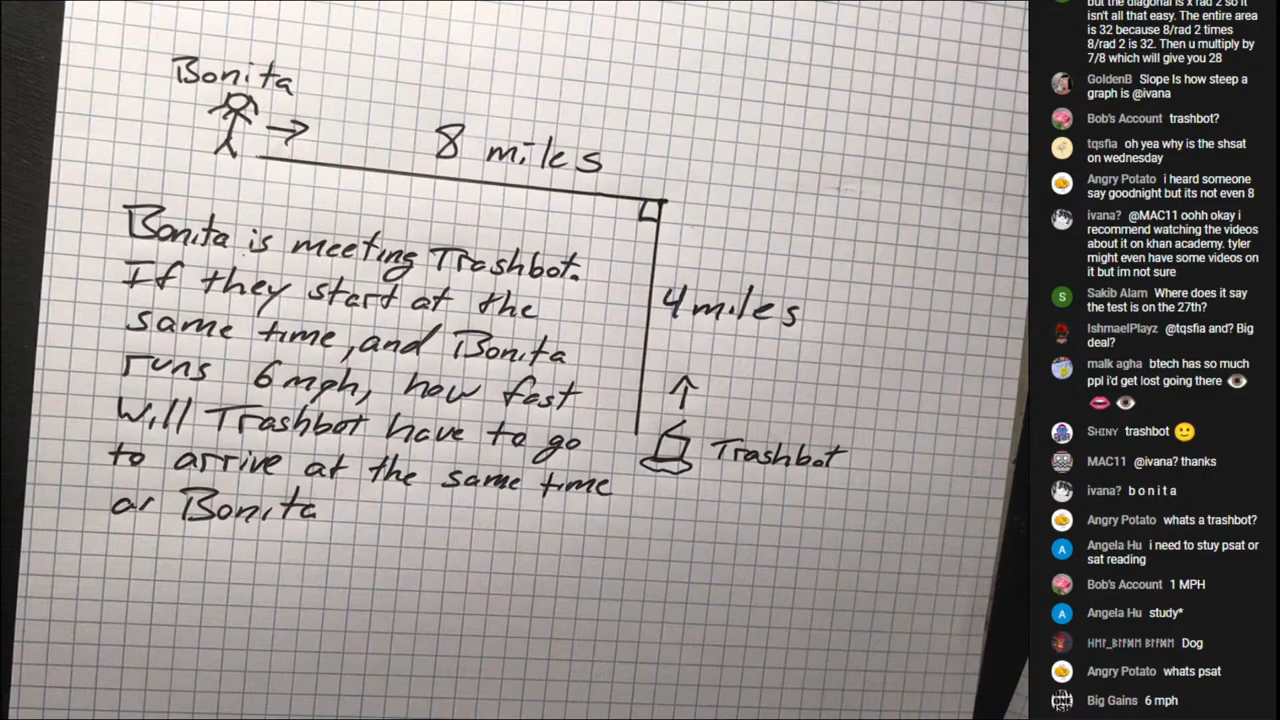 Bonita
8 miles
Bonita is meeting Trashbot.
If they start at the
same time, and Bonita
runs 6mph, how fast
will Trashbot have to go
to arrive at the same time
as Bonita
4 miles
Trashbot
but the diagonal is x rad 2 so it
isn't all that easy. The entire area
is 32 because 8/rad 2 times
8/rad 2 is 32. Then u multiply by
7/8 which will give you 28
GoldenB Slope Is how steep a
graph is @ivana
Bob's Account trashbot?
tqsfia oh yea why is the shsat
on wednesday
Angry Potato i heard someone
say goodnight but its not even 8
ivana? @MAC11 oohh okay i
recommend watching the videos
about it on khan academy. tyler
might even have some videos on
it but im not sure
S
Sakib Alam Where does it say
the test is on the 27th?
IshmaelPlayz @tqsfia and? Big
deal?
malk agha btech has so much
ppl i'd get lost going there 👁
👄 👁
SHINY trashbot 🙂
MAC11 @ivana? thanks
ivana? b o n i t a
Angry Potato whats a trashbot?
A
Angela Hu i need to stuy psat or
sat reading
Bob's Account 1 MPH
A
Angela Hu study*
Dog
Angry Potato whats psat
Big Gains 6 mph